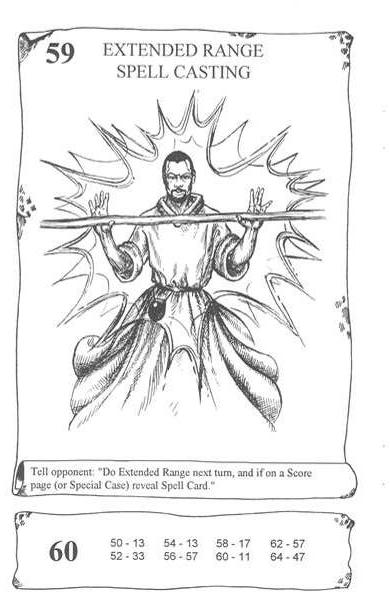 59
EXTENDED RANGE
SPELL CASTING
Tell opponent: "Do Extended Range next turn, and if on a Score
page (or Special Case) reveal Spell Card."
60
50 - 13 54 - 13 58 - 17 62 - 57
52 - 33 56 - 57 60 - 11 64 - 47